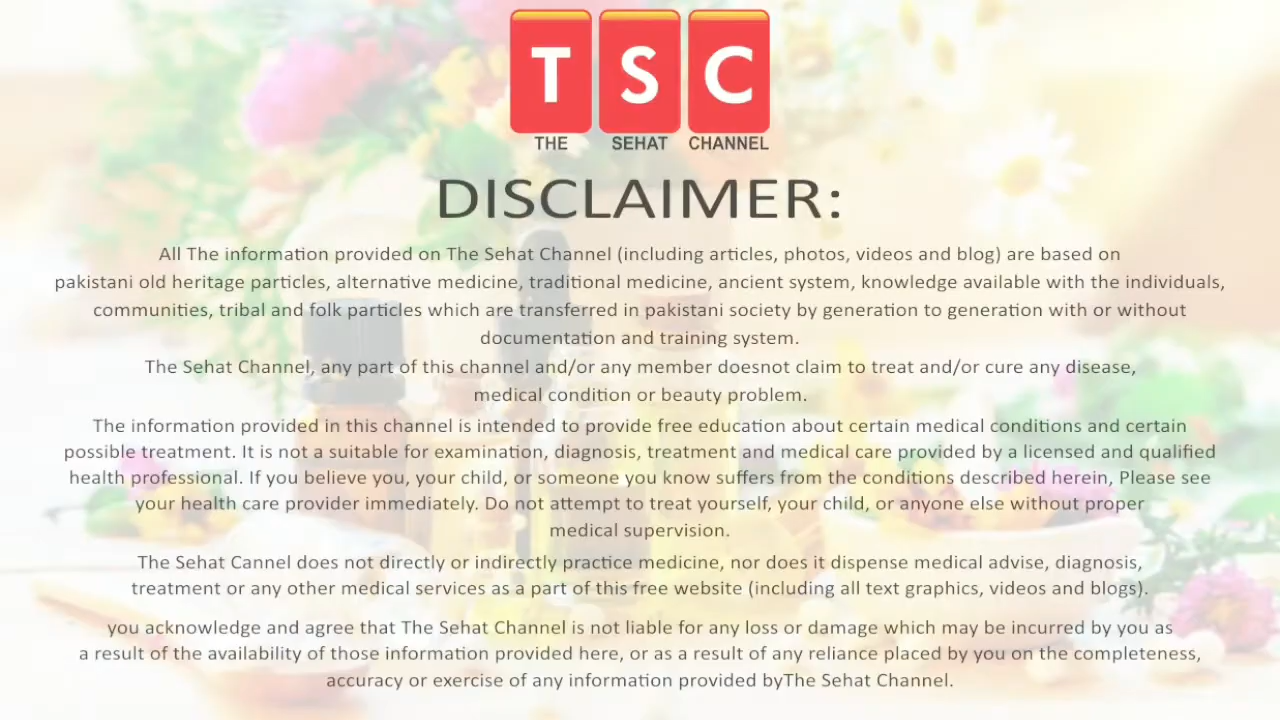 T S C
THE SEHAT CHANNEL
DISCLAIMER:
All The information provided on The Sehat Channel (including articles, photos, videos and blog) are based on
pakistani old heritage particles, alternative medicine, traditional medicine, ancient system, knowledge available with the individuals,
communities, tribal and folk particles which are transferred in pakistani society by generation to generation with or without
documentation and training system.
The Sehat Channel, any part of this channel and/or any member doesnot claim to treat and/or cure any disease,
medical condition or beauty problem.
The information provided in this channel is intended to provide free education about certain medical conditions and certain
possible treatment. It is not a suitable for examination, diagnosis, treatment and medical care provided by a licensed and qualified
health professional. If you believe you, your child, or someone you know suffers from the conditions described herein, Please see
your health care provider immediately. Do not attempt to treat yourself, your child, or anyone else without proper
medical supervision.
The Sehat Cannel does not directly or indirectly practice medicine, nor does it dispense medical advise, diagnosis,
treatment or any other medical services as a part of this free website (including all text graphics, videos and blogs).
you acknowledge and agree that The Sehat Channel is not liable for any loss or damage which may be incurred by you as
a result of the availability of those information provided here, or as a result of any reliance placed by you on the completeness,
accuracy or exercise of any information provided byThe Sehat Channel.